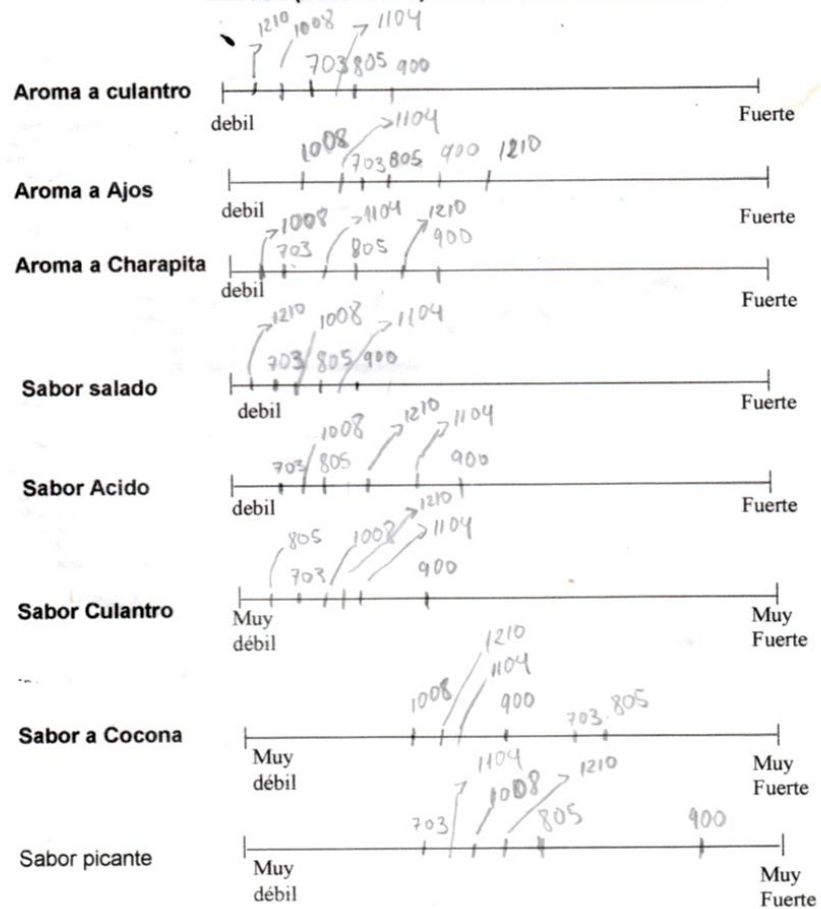 1210 1008 1104
703 805 900
Aroma a culantro
debil Fuerte
1008 1104
703 805 900 1210
Aroma a Ajos
debil Fuerte
1008 1104 1210
703 805 900
Aroma a Charapita
debil Fuerte
1210 1008 1104
703 805 900
Sabor salado
debil Fuerte
1008 1210 1104
703 805 900
Sabor Acido
debil Fuerte
805 1008 1210 1104
703 900
Sabor Culantro
Muy Muy
débil Fuerte
1210
1104
1008 900 703 805
Sabor a Cocona
Muy Muy
débil Fuerte
1104
1008 1210
703 805 900
Sabor picante
Muy Muy
débil Fuerte